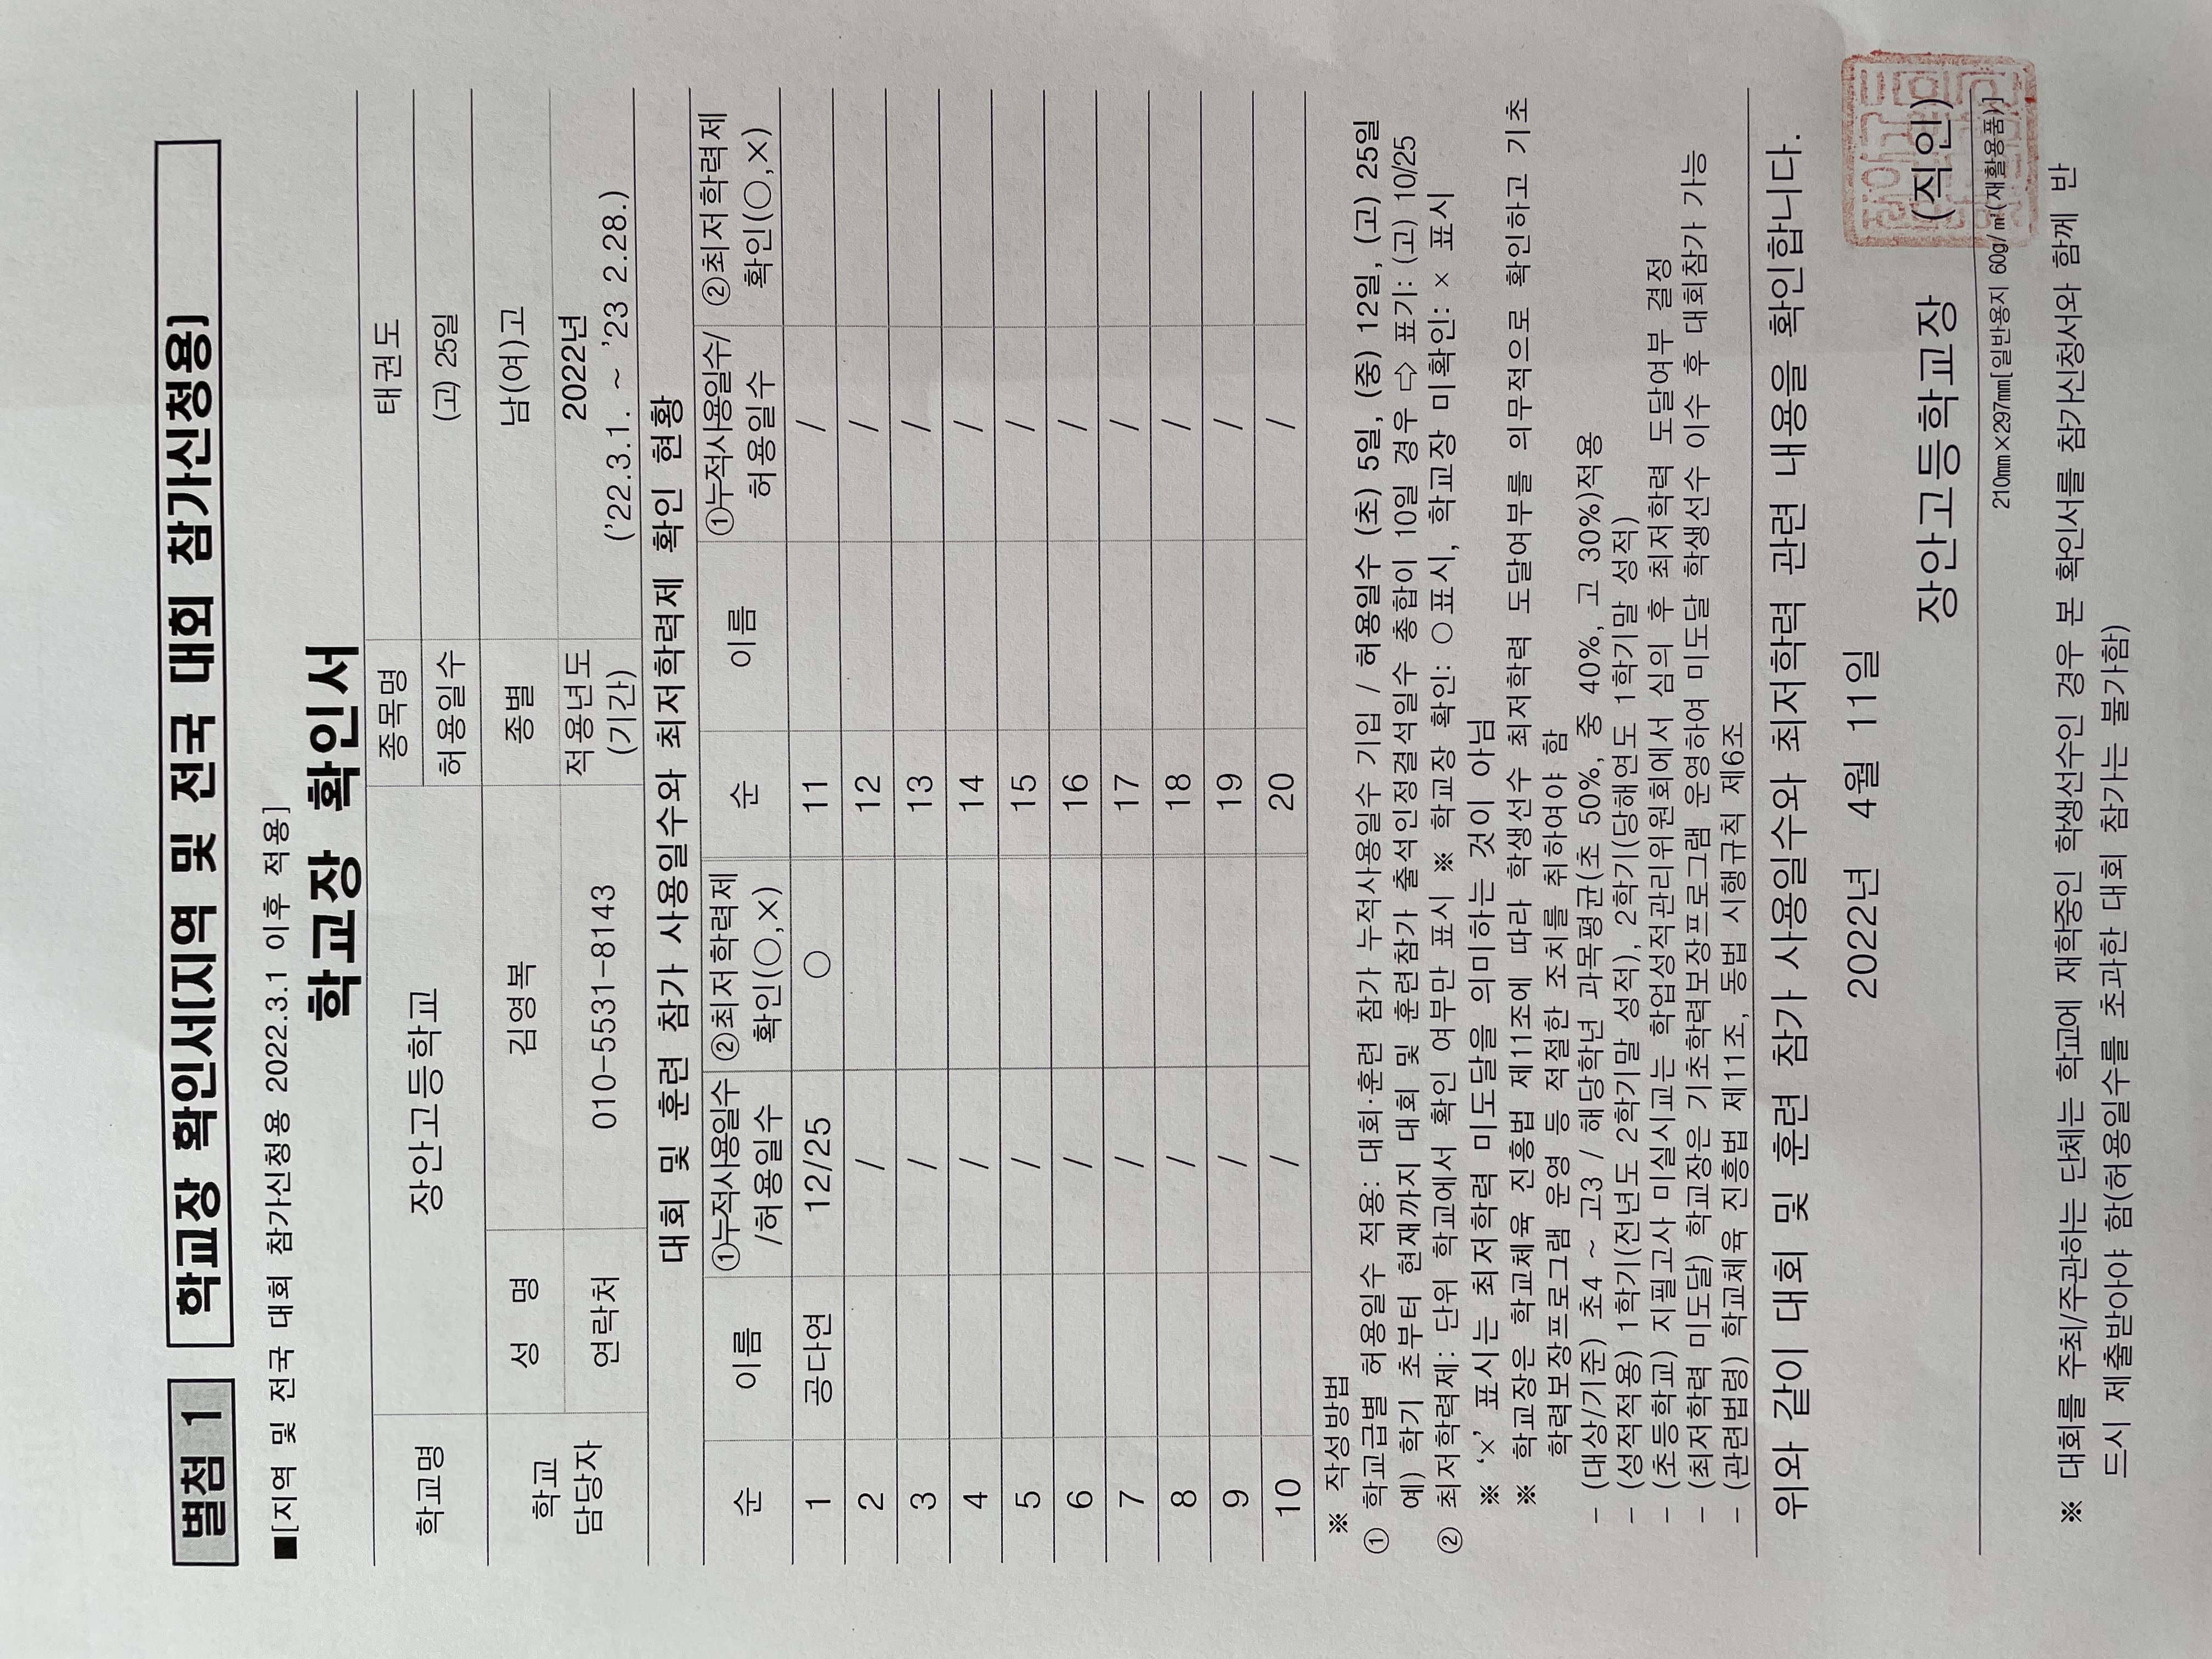 별첨 1 학교장 확인서(지역 및 전국 대회 참가신청용)
■[지역 및 전국 대회 참가신청용 2022.3.1 이후 적용]
학교장 확인서
학교명 장안고등학교 종목명 태권도
허용일수 (고) 25일
학교 담당자 성 명 김영복 종별 남(여)고
연락처 010-5531-8143 적용년도 (기간) 2022년 ('22.3.1. ~ '23 2.28.)
대회 및 훈련 참가 사용일수와 최저학력제 확인 현황
순 이름 ①누적사용일수 /허용일수 ②최저학력제 확인(○,×) 순 이름 ①누적사용일수/ 허용일수 ②최저학력제 확인(○,×)
1 공다연 12/25 ○ 11 /
2 / 12 /
3 / 13 /
4 / 14 /
5 / 15 /
6 / 16 /
7 / 17 /
8 / 18 /
9 / 19 /
10 / 20 /
※ 작성방법
① 학교급별 허용일수 적용: 대회·훈련 참가 누적사용일수 기입 / 허용일수 (초) 5일, (중) 12일, (고) 25일
예) 학기 초부터 현재까지 대회 및 훈련참가 출석인정결석일수 총합이 10일 경우 ⇨ 표기: (고) 10/25
② 최저학력제: 단위 학교에서 확인 여부만 표시 ※ 학교장 확인: ○표시, 학교장 미확인: × 표시
※ '×' 표시는 최저학력 미도달을 의미하는 것이 아님
※ 학교장은 학교체육 진흥법 제11조에 따라 학생선수 최저학력 도달여부를 의무적으로 확인하고 기초
학력보장프로그램 운영 등 적절한 조치를 취하여야 함
- (대상/기준) 초4 ~ 고3 / 해당학년 과목평균(초 50%, 중 40%, 고 30%)적용
- (성적적용) 1학기(전년도 2학기말 성적), 2학기(당해연도 1학기말 성적)
- (초등학교) 지필고사 미실시교는 학업성적관리위원회에서 심의 후 최저학력 도달여부 결정
- (최저학력 미도달) 학교장은 기초학력보장프로그램 운영하여 미도달 학생선수 이수 후 대회참가 가능
- (관련법령) 학교체육 진흥법 제11조, 동법 시행규칙 제6조
위와 같이 대회 및 훈련 참가 사용일수와 최저학력 관련 내용을 확인합니다.
2022년 4월 11일
장안고등학교장 (직인)
210㎜×297㎜[일반용지 60g/㎡(재활용품)]
※ 대회를 주최/주관하는 단체는 학교에 재학중인 학생선수인 경우 본 확인서를 참가신청서와 함께 반
드시 제출받아야 함(허용일수를 초과한 대회 참가는 불가함)